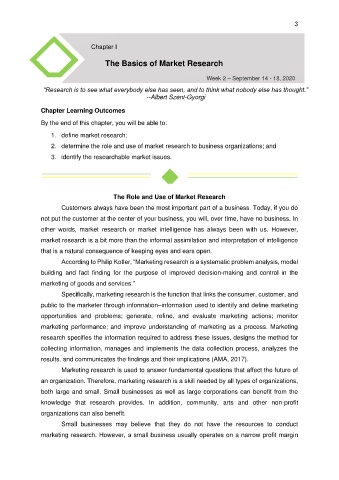 3
Chapter I
The Basics of Market Research
Week 2 – September 14 - 18, 2020
"Research is to see what everybody else has seen, and to think what nobody else has thought."
--Albert Szent-Gyorgi
Chapter Learning Outcomes
By the end of this chapter, you will be able to:
1. define market research;
2. determine the role and use of market research to business organizations; and
3. identify the researchable market issues.
The Role and Use of Market Research
Customers always have been the most important part of a business. Today, if you do
not put the customer at the center of your business, you will, over time, have no business. In
other words, market research or market intelligence has always been with us. However,
market research is a bit more than the informal assimilation and interpretation of intelligence
that is a natural consequence of keeping eyes and ears open.
According to Philip Kotler, "Marketing research is a systematic problem analysis, model
building and fact finding for the purpose of improved decision-making and control in the
marketing of goods and services."
Specifically, marketing research is the function that links the consumer, customer, and
public to the marketer through information–information used to identify and define marketing
opportunities and problems; generate, refine, and evaluate marketing actions; monitor
marketing performance; and improve understanding of marketing as a process. Marketing
research specifies the information required to address these issues, designs the method for
collecting information, manages and implements the data collection process, analyzes the
results, and communicates the findings and their implications (AMA, 2017).
Marketing research is used to answer fundamental questions that affect the future of
an organization. Therefore, marketing research is a skill needed by all types of organizations,
both large and small. Small businesses as well as large corporations can benefit from the
knowledge that research provides. In addition, community, arts and other non-profit
organizations can also benefit.
Small businesses may believe that they do not have the resources to conduct
marketing research. However, a small business usually operates on a narrow profit margin